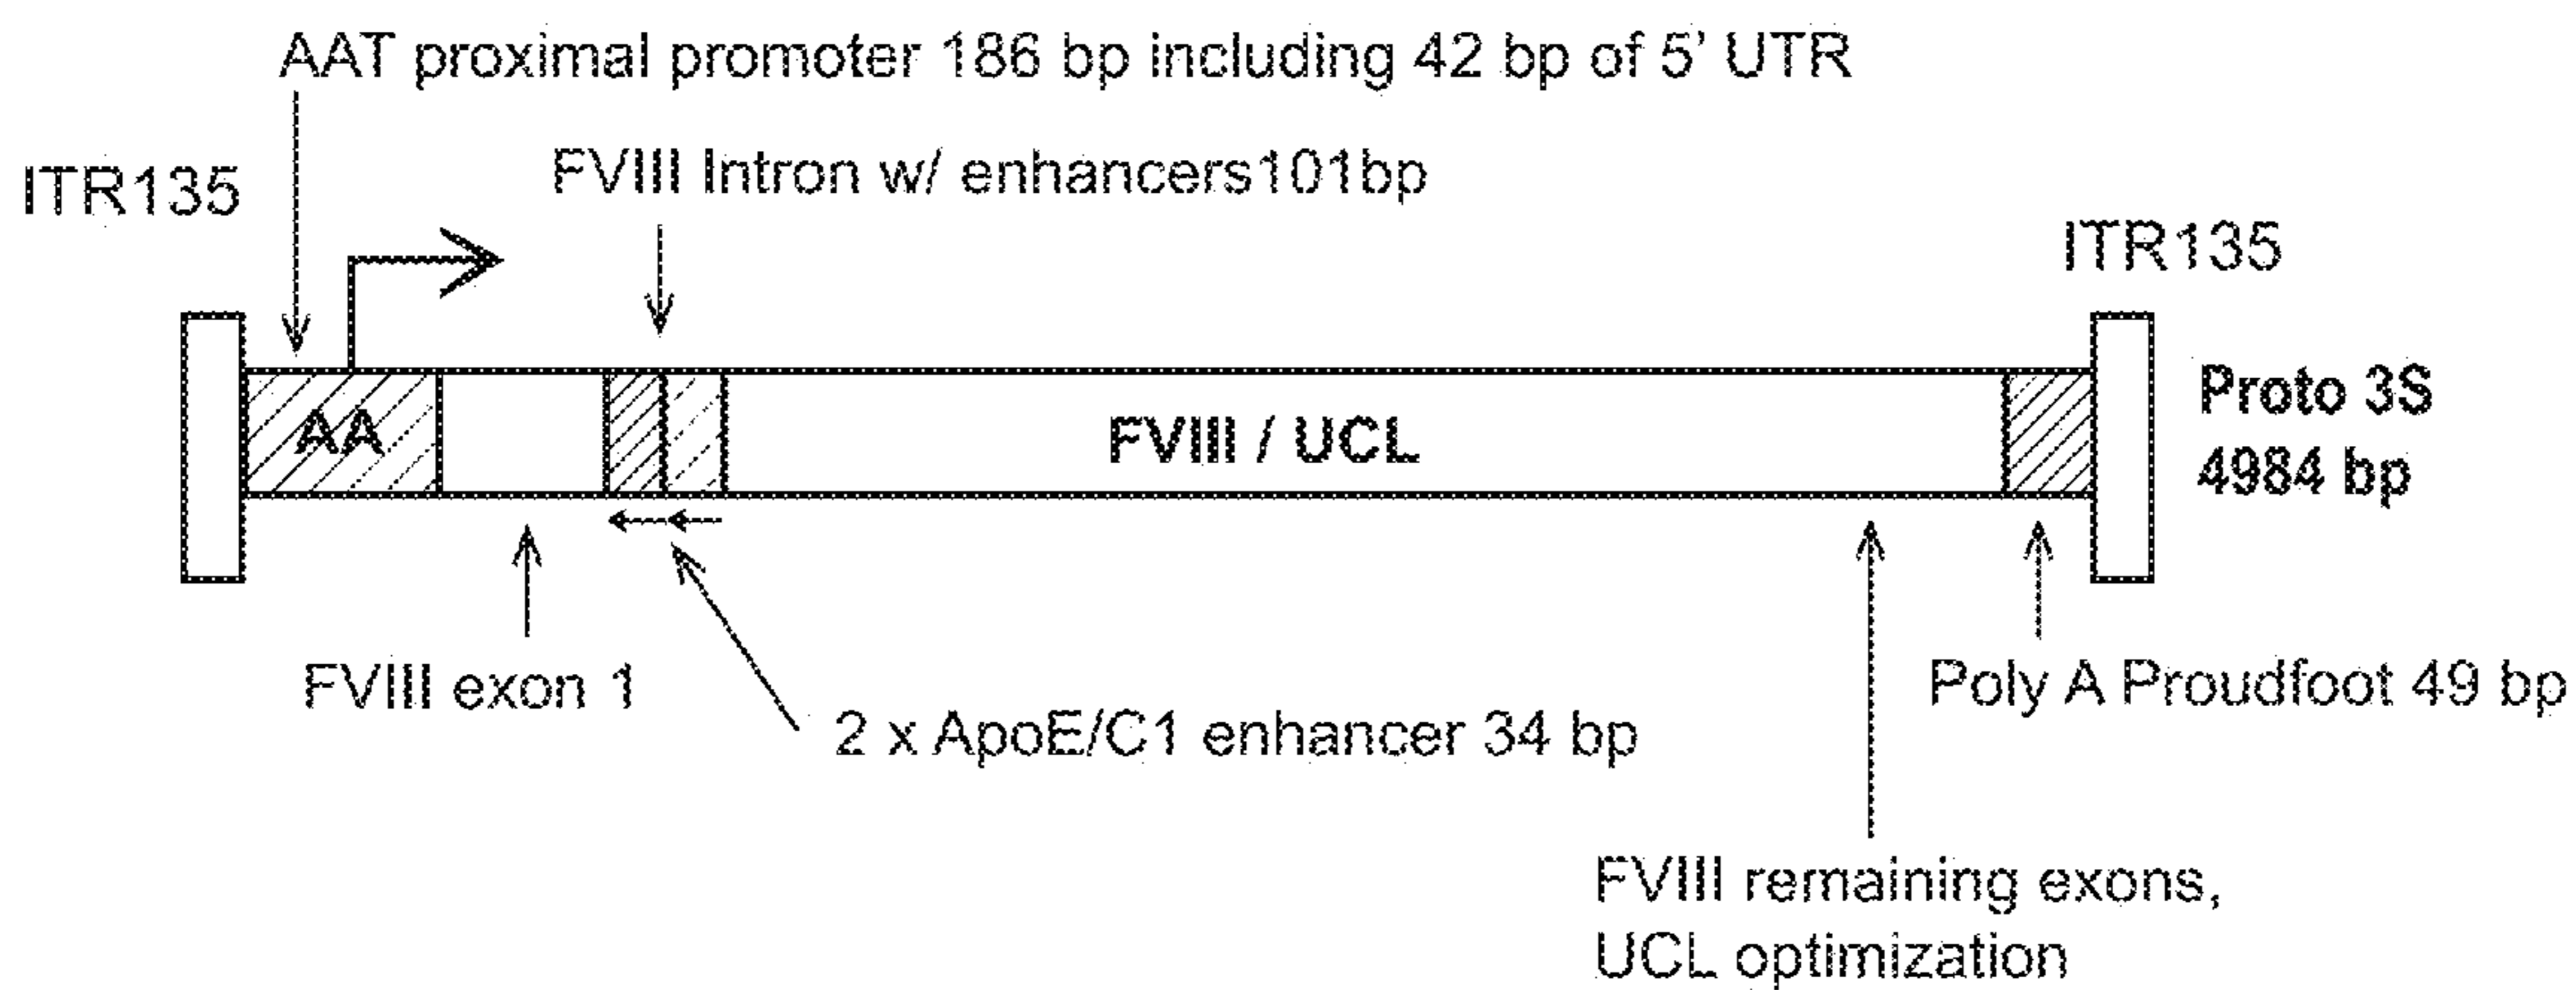 AAT proximal promoter 186 bp including 42 bp of 5' UTR
FVIII Intron w/ enhancers101bp
ITR135
ITR135
AA
FVIII / UCL
Proto 3S
4984 bp
FVIII exon 1
2 x ApoE/C1 enhancer 34 bp
Poly A Proudfoot 49 bp
FVIII remaining exons,
UCL optimization